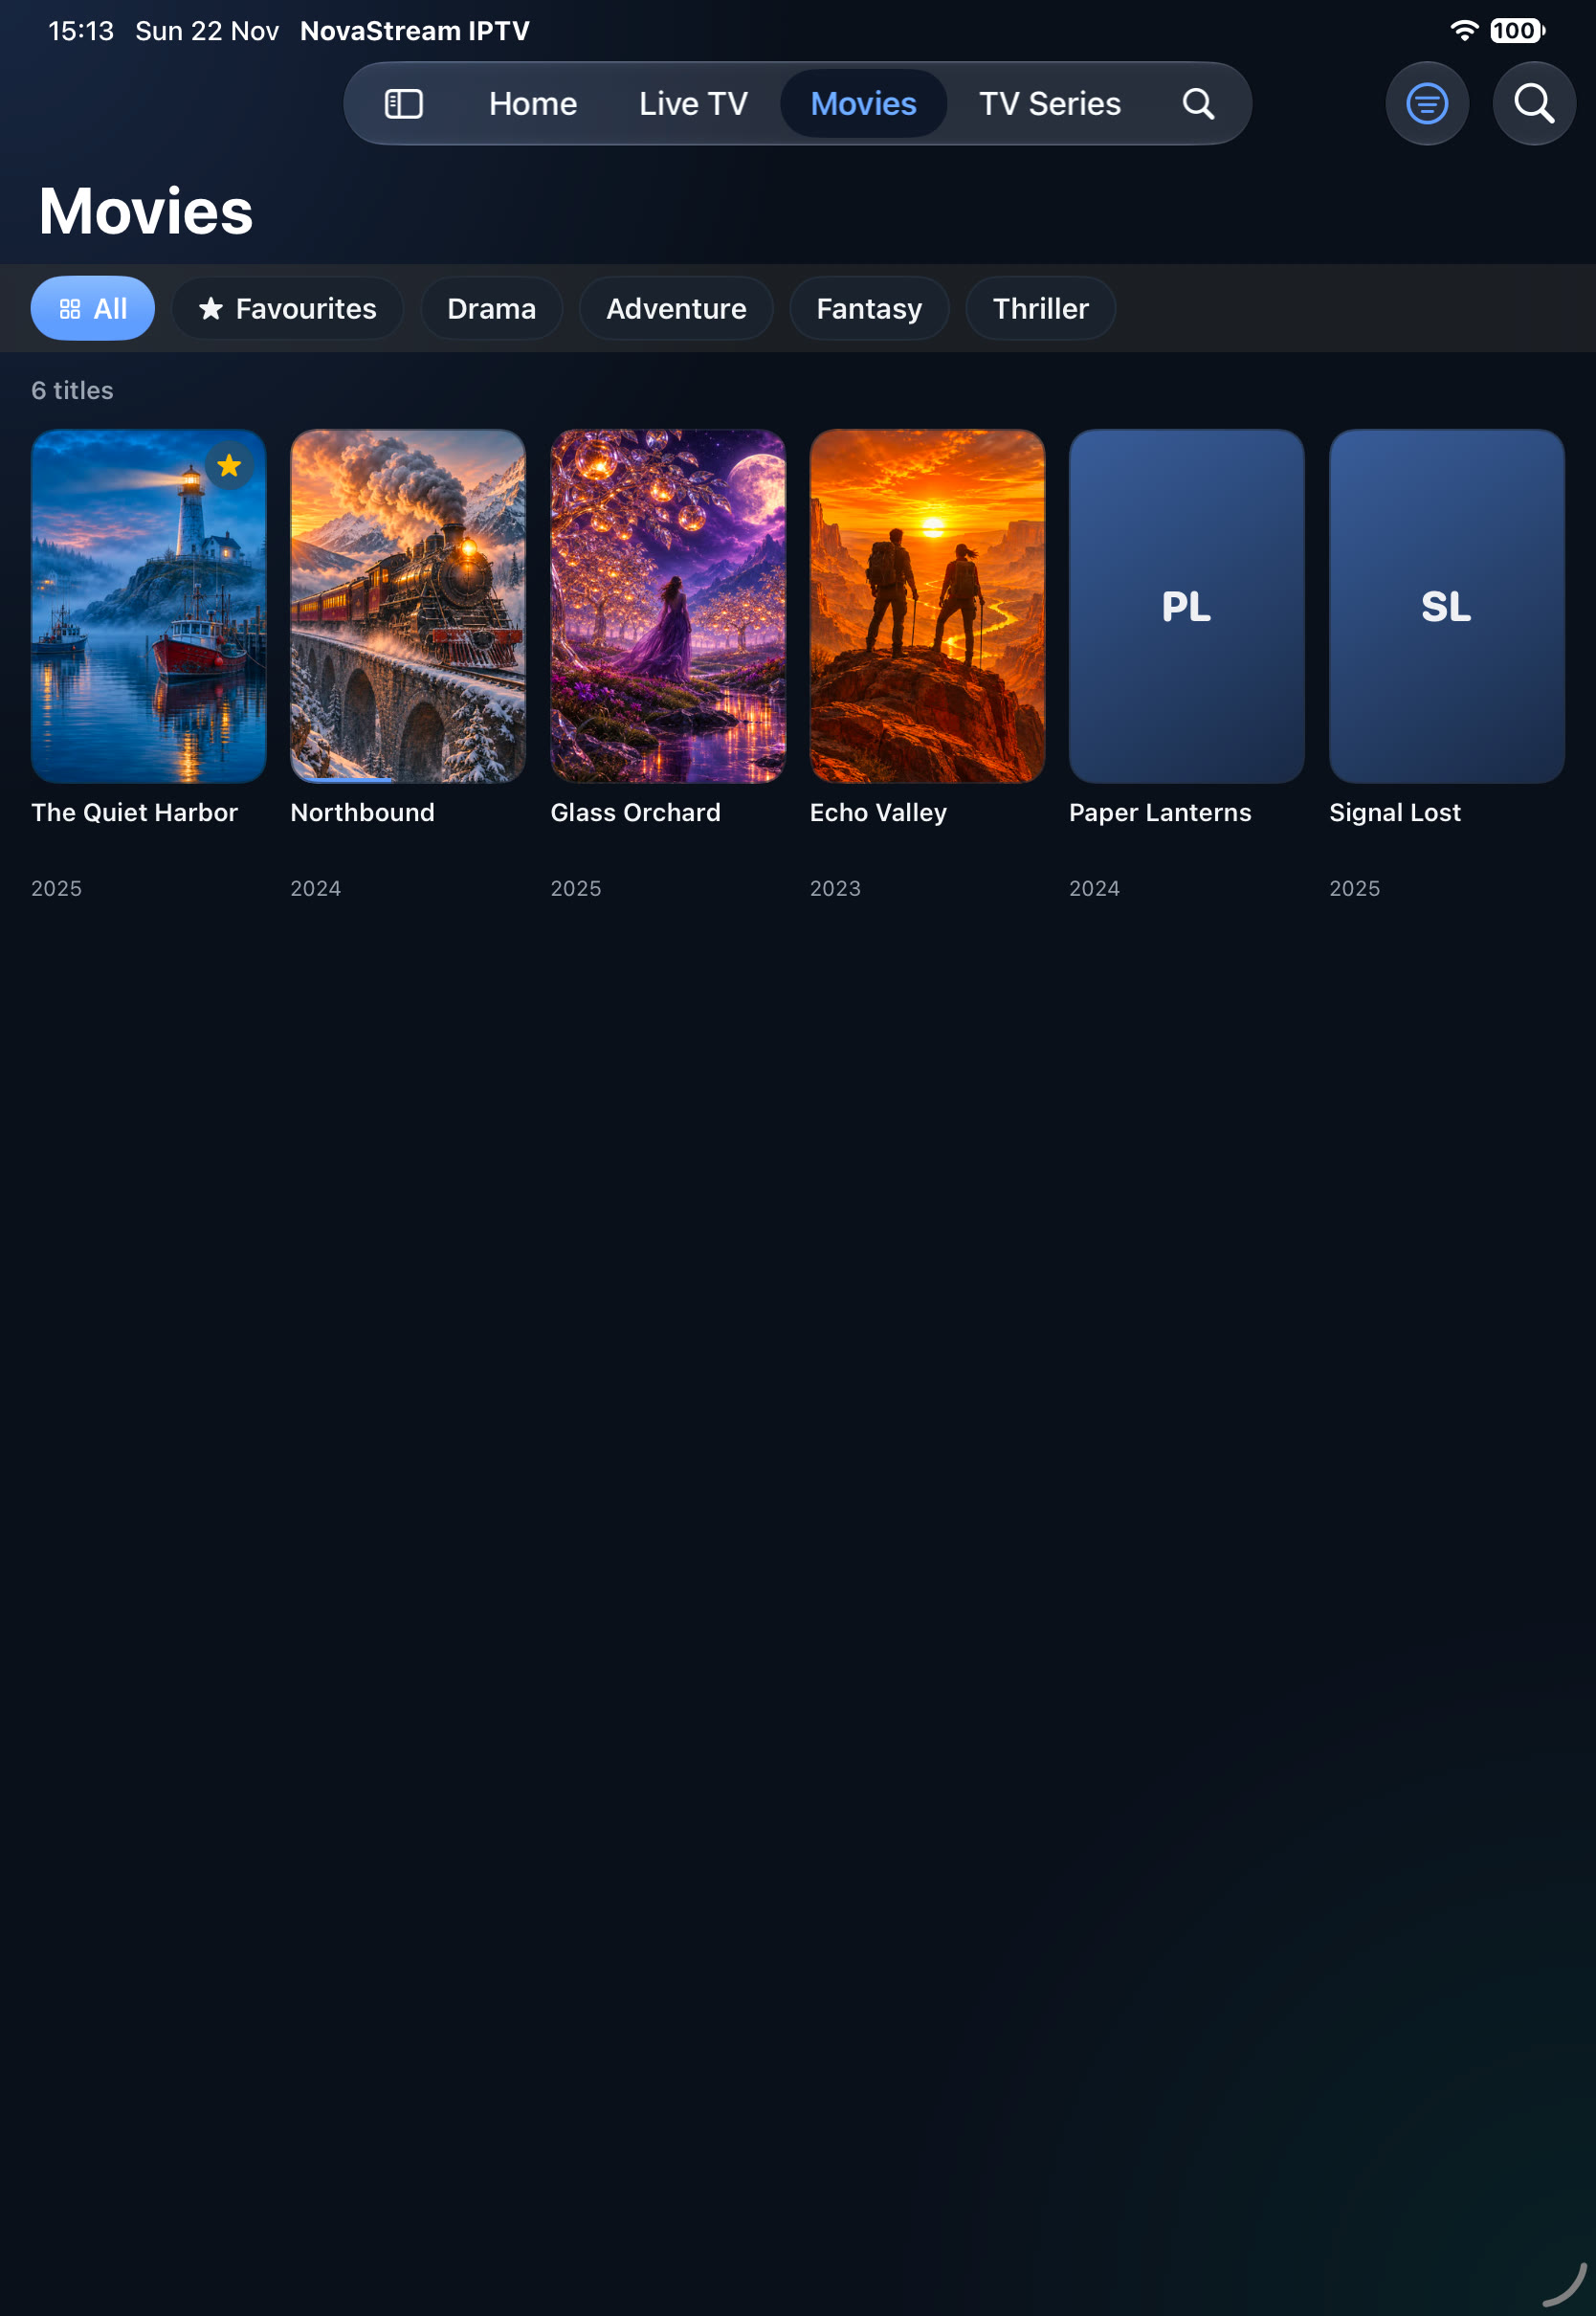 15:13 Sun 22 Nov NovaStream IPTV 100
Home Live TV Movies TV Series
Movies
All Favourites Drama Adventure Fantasy Thriller
6 titles
PL SL
The Quiet Harbor Northbound Glass Orchard Echo Valley Paper Lanterns Signal Lost
2025 2024 2025 2023 2024 2025